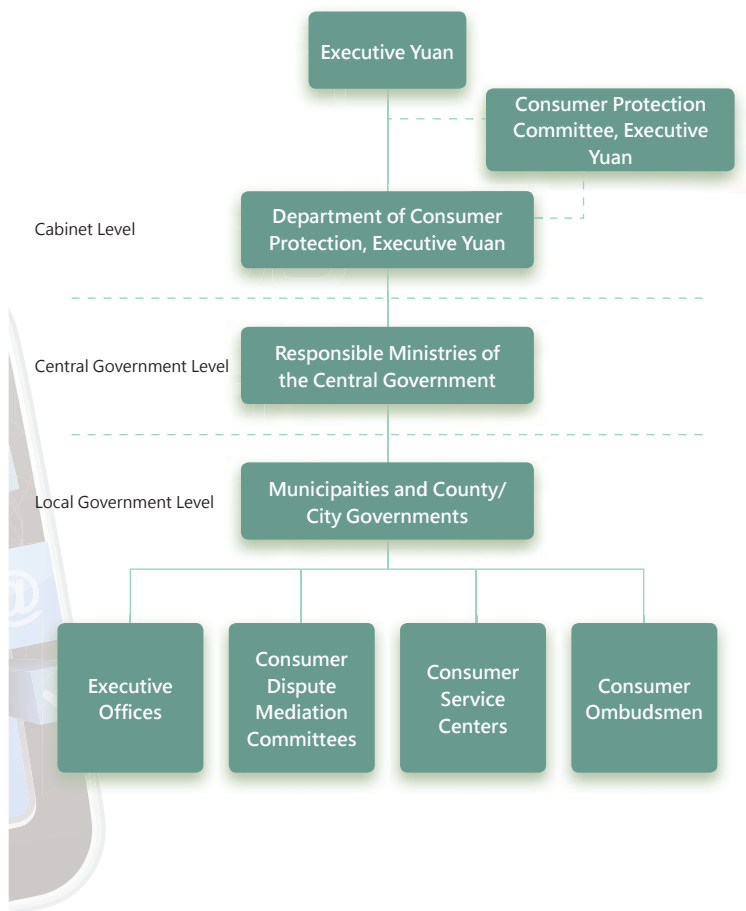 Executive Yuan
Consumer Protection
Committee, Executive
Yuan
Cabinet Level
Department of Consumer
Protection, Executive Yuan
Central Government Level
Responsible Ministries of
the Central Government
Local Government Level
Municipaities and County/
City Governments
@
Executive
Offices
Consumer
Dispute
Mediation
Committees
Consumer
Service
Centers
Consumer
Ombudsmen